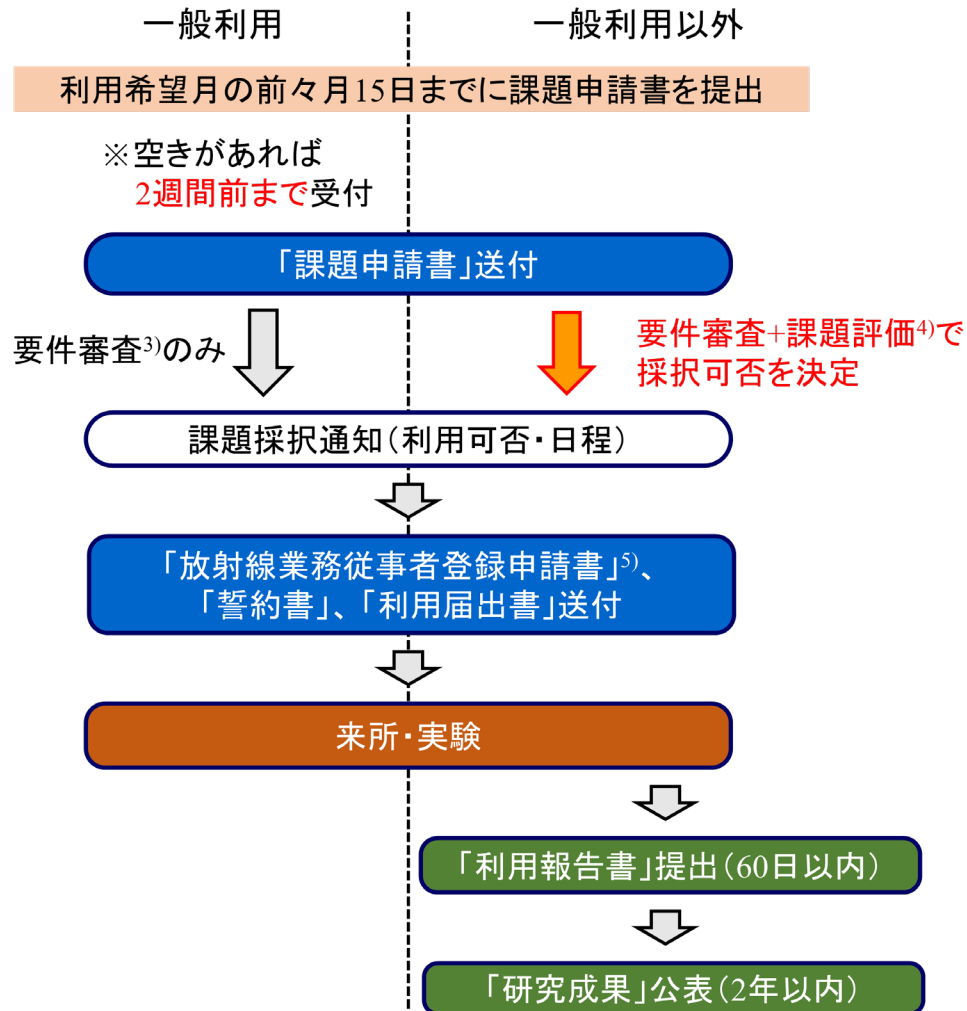 一般利用
一般利用以外
利用希望月の前々月15日までに課題申請書を提出
※空きがあれば
2週間前まで受付
「課題申請書」送付
要件審査3)のみ
要件審査+課題評価4)で
採択可否を決定
課題採択通知(利用可否・日程)
「放射線業務従事者登録申請書」5)、
「誓約書」、「利用届出書」送付
来所・実験
「利用報告書」提出(60日以内)
「研究成果」公表(2年以内)